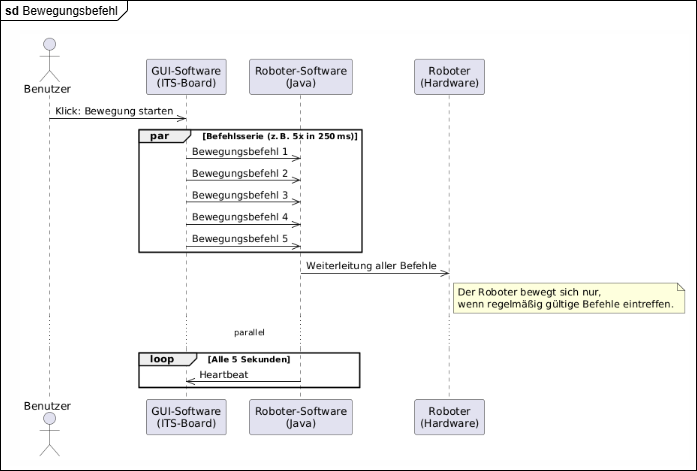 sd Bewegungsbefehl
Benutzer
GUI-Software
(ITS-Board)
Roboter-Software
(Java)
Roboter
(Hardware)
Klick: Bewegung starten
par
[Befehlsserie (z. B. 5x in 250 ms)]
Bewegungsbefehl 1
Bewegungsbefehl 2
Bewegungsbefehl 3
Bewegungsbefehl 4
Bewegungsbefehl 5
Weiterleitung aller Befehle
Der Roboter bewegt sich nur,
wenn regelmäßig gültige Befehle eintreffen.
parallel
loop
[Alle 5 Sekunden]
Heartbeat
Benutzer
GUI-Software
(ITS-Board)
Roboter-Software
(Java)
Roboter
(Hardware)